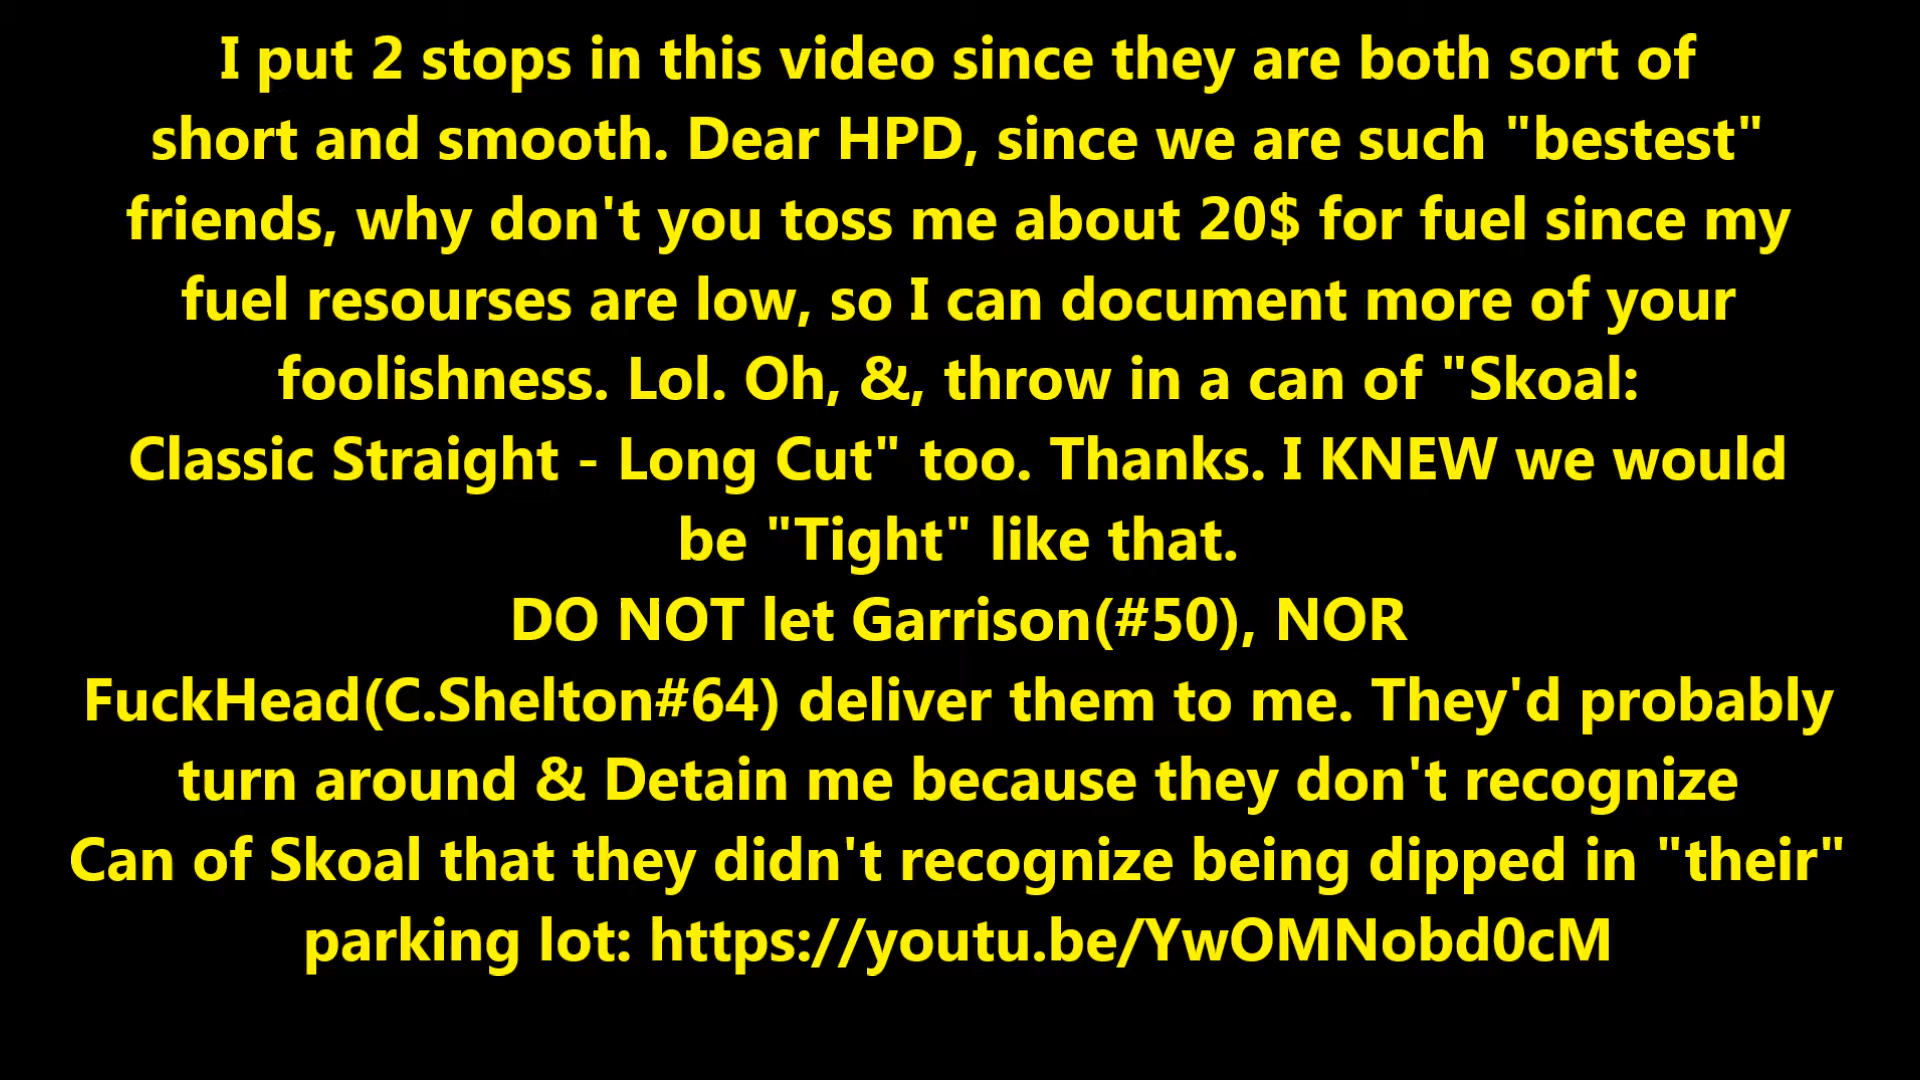 I put 2 stops in this video since they are both sort of
short and smooth. Dear HPD, since we are such "bestest"
friends, why don't you toss me about 20$ for fuel since my
fuel resourses are low, so I can document more of your
foolishness. Lol. Oh, &, throw in a can of "Skoal:
Classic Straight - Long Cut" too. Thanks. I KNEW we would
be "Tight" like that.
DO NOT let Garrison(#50), NOR
FuckHead(C.Shelton#64) deliver them to me. They'd probably
turn around & Detain me because they don't recognize
Can of Skoal that they didn't recognize being dipped in "their"
parking lot: https://youtu.be/YwOMNobd0cM